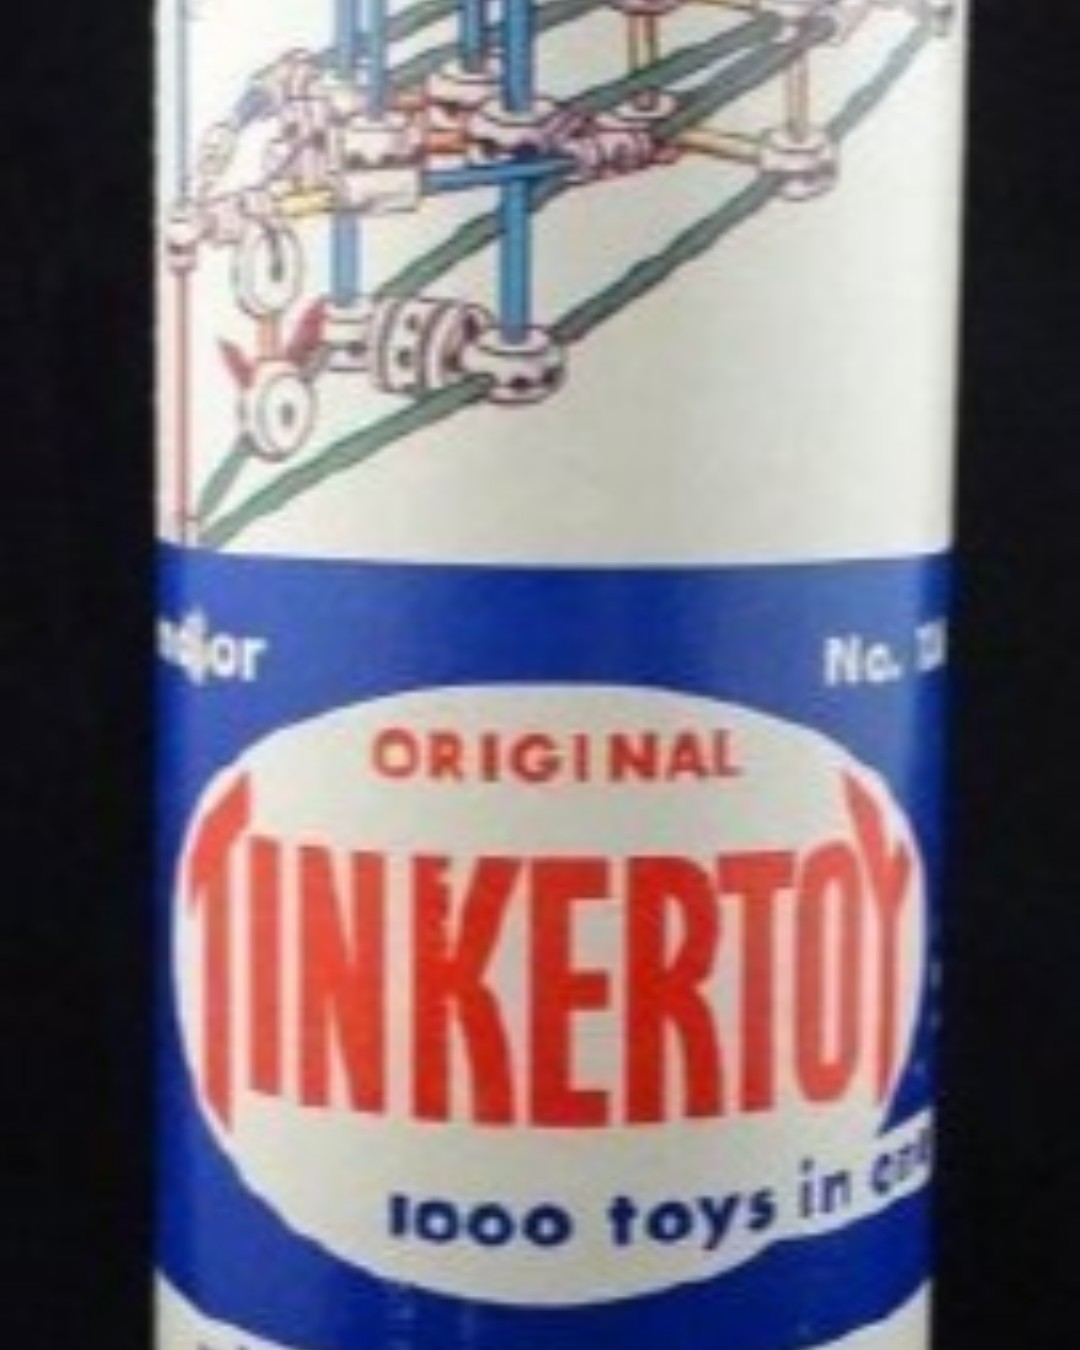 No.
ORIGINAL
TINKERTOY
1000 toys in